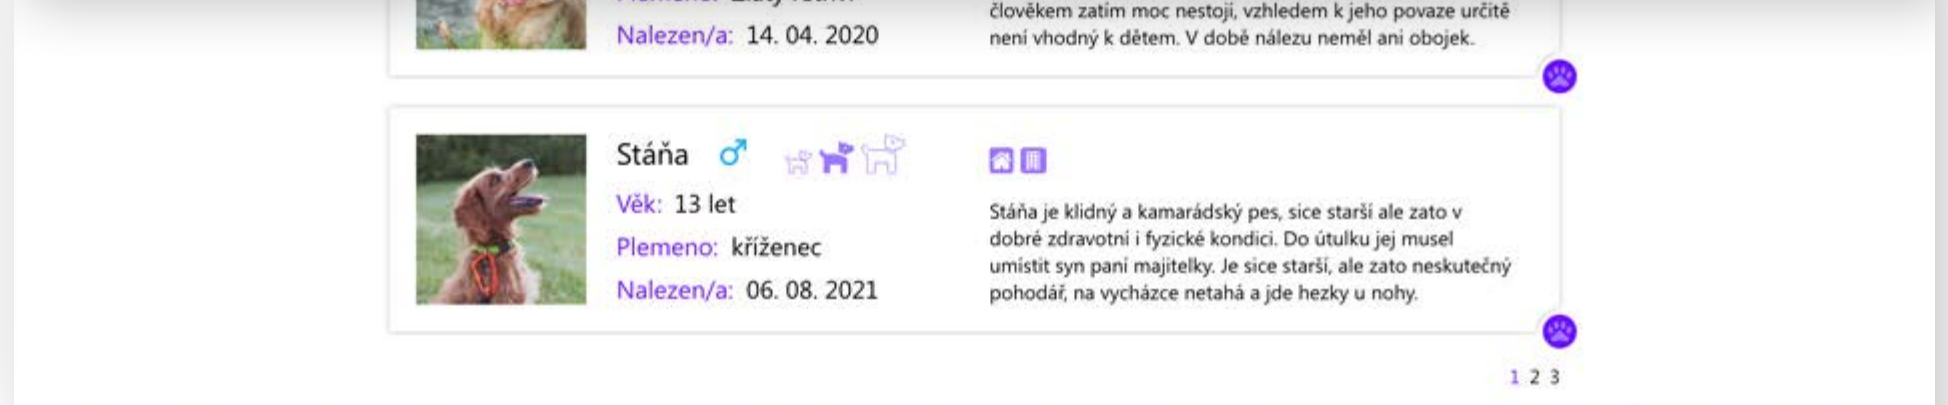 Nalezen/a: 14. 04. 2020
člověkem zatím moc nestojí, vzhledem k jeho povaze určitě
není vhodný k dětem. V době nálezu neměl ani obojek.
Stáňa
Věk: 13 let
Plemeno: kříženec
Nalezen/a: 06. 08. 2021
Stáňa je klidný a kamarádský pes, sice starší ale zato v
dobré zdravotní i fyzické kondici. Do útulku jej musel
umístit syn paní majitelky. Je sice starší, ale zato neskutečný
pohodář, na vycházce netahá a jde hezky u nohy.
1 2 3